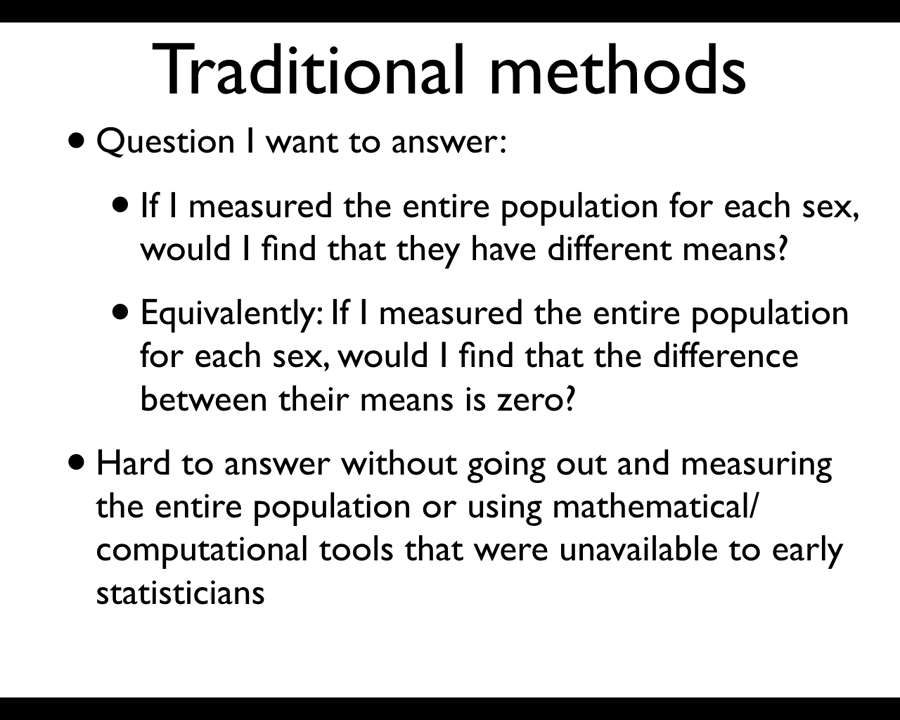 Traditional methods
• Question I want to answer:
• If I measured the entire population for each sex,
would I find that they have different means?
• Equivalently: If I measured the entire population
for each sex, would I find that the difference
between their means is zero?
• Hard to answer without going out and measuring
the entire population or using mathematical/
computational tools that were unavailable to early
statisticians